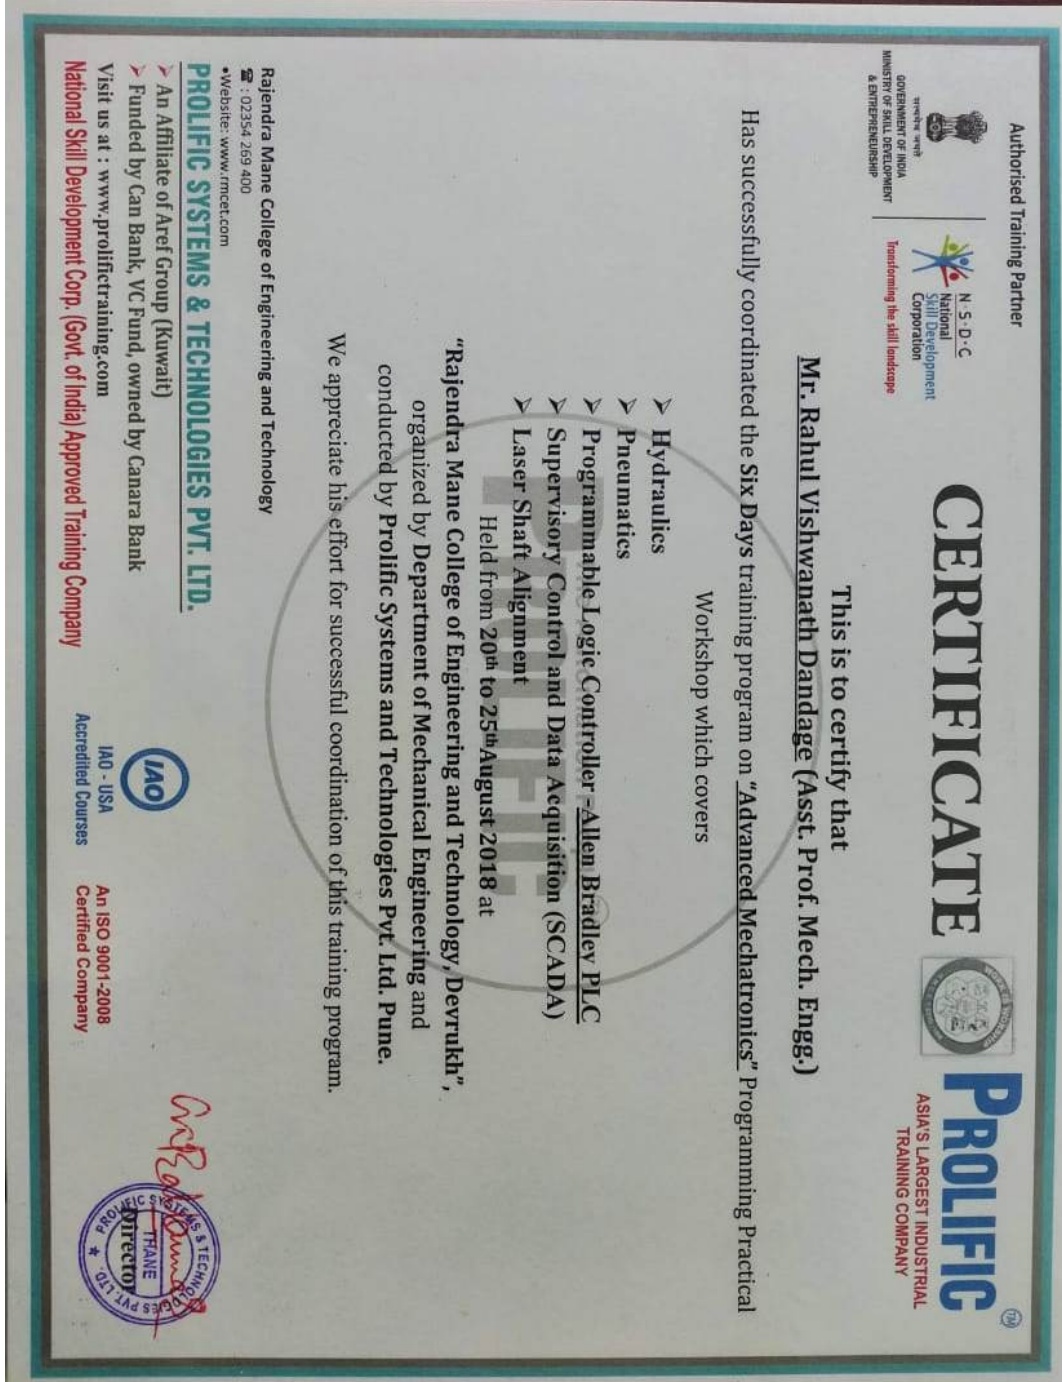 Authorised Training Partner
सत्यमेव जयते
GOVERNMENT OF INDIA
MINISTRY OF SKILL DEVELOPMENT
& ENTREPRENEURSHIP
N·S·D·C
National
Skill Development
Corporation
Transforming the skill landscape
CERTIFICATE
WORK IS WORSHIP
PROLIFIC TM
ASIA'S LARGEST INDUSTRIAL
TRAINING COMPANY
This is to certify that
Mr. Rahul Vishwanath Dandage (Asst. Prof. Mech. Engg.)
Has successfully coordinated the Six Days training program on "Advanced Mechatronics" Programming Practical
Workshop which covers
➢ Hydraulics
➢ Pneumatics
➢ Programmable Logic Controller -Allen Bradley PLC
➢ Supervisory Control and Data Acquisition (SCADA)
➢ Laser Shaft Alignment
Held from 20th to 25th August 2018 at
"Rajendra Mane College of Engineering and Technology, Devrukh",
organized by Department of Mechanical Engineering and
conducted by Prolific Systems and Technologies Pvt. Ltd. Pune.
We appreciate his effort for successful coordination of this training program.
PROLIFIC ®
Rajendra Mane College of Engineering and Technology
☎ : 02354 269 400
•Website: www.rmcet.com
PROLIFIC SYSTEMS & TECHNOLOGIES PVT. LTD.
➢ An Affiliate of Aref Group (Kuwait)
➢ Funded by Can Bank, VC Fund, owned by Canara Bank
Visit us at : www.prolifictraining.com
National Skill Development Corp. (Govt. of India) Approved Training Company
IAO
IAO - USA
Accredited Courses
An ISO 9001-2008
Certified Company
PROLIFIC SYSTEMS & TECHNOLOGIES PVT. LTD. ★
THANE
Director